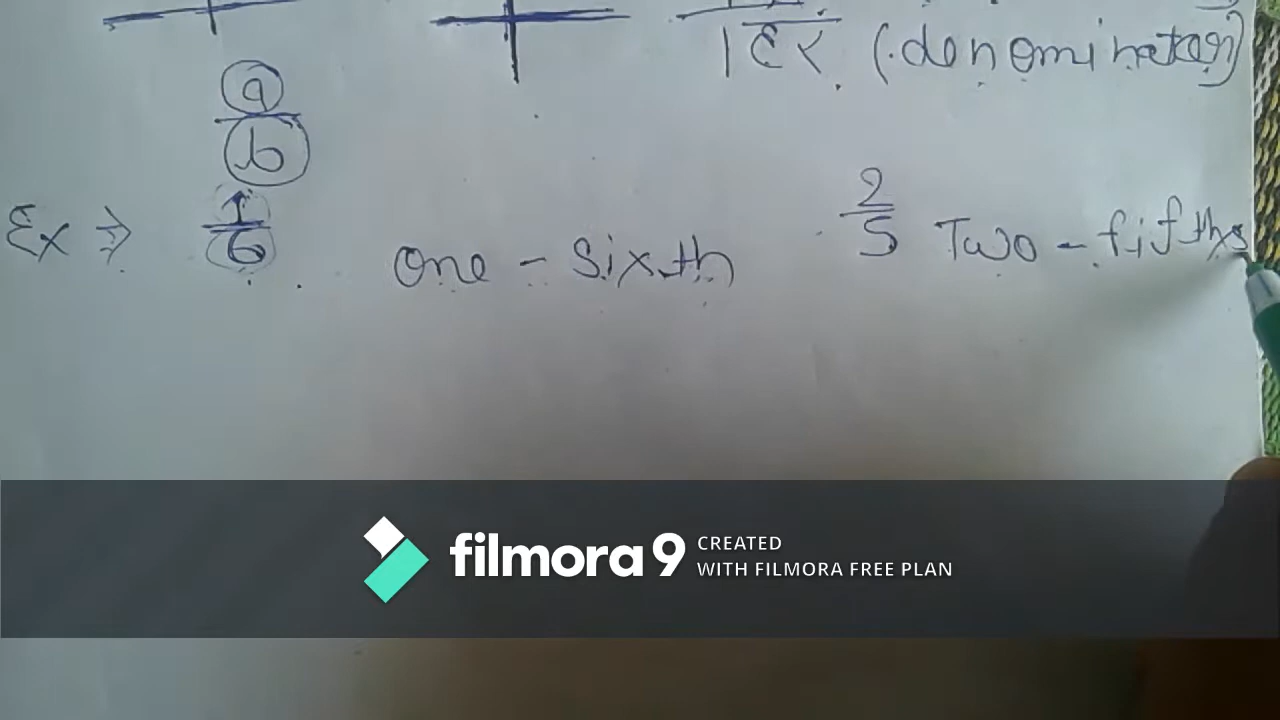 हर (denominator)
a
b
Ex ⇒ 1/6 One - Sixth 2/5 Two - fifths
filmora 9 CREATED
WITH FILMORA FREE PLAN